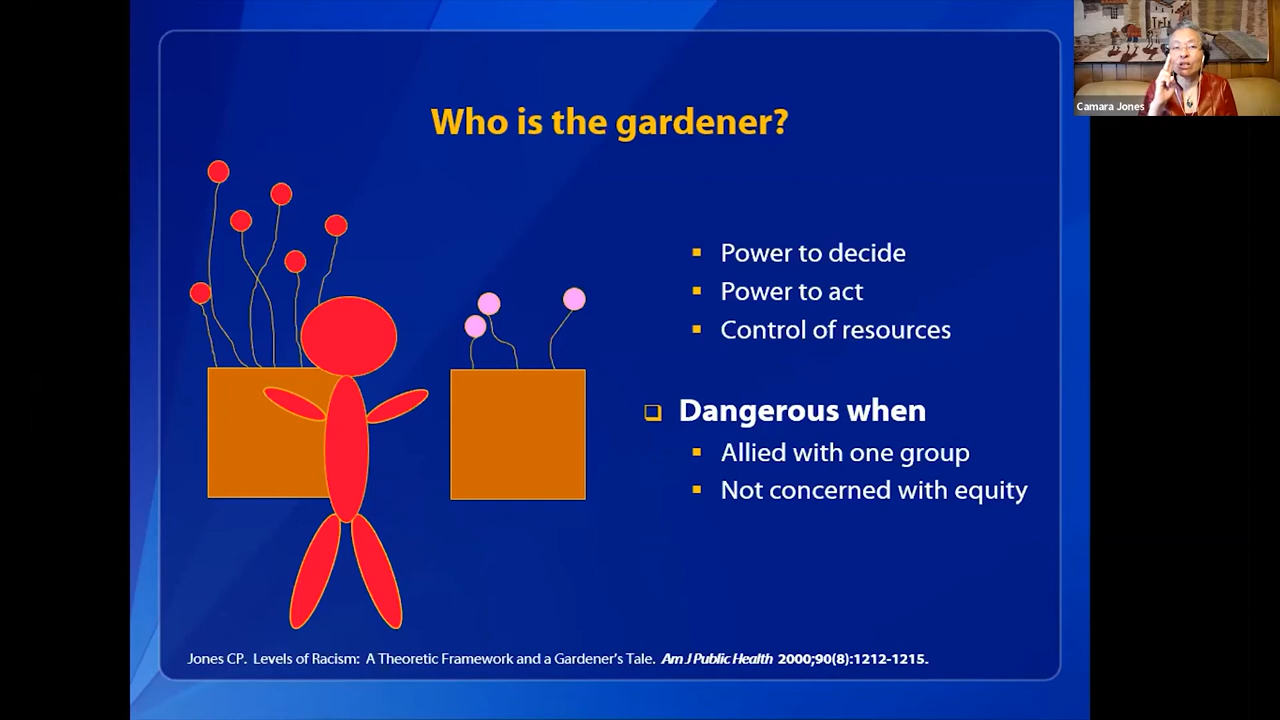 Camara Jones
Who is the gardener?
Power to decide
Power to act
Control of resources
Dangerous when
Allied with one group
Not concerned with equity
Jones CP. Levels of Racism: A Theoretic Framework and a Gardener's Tale. Am J Public Health 2000;90(8):1212-1215.